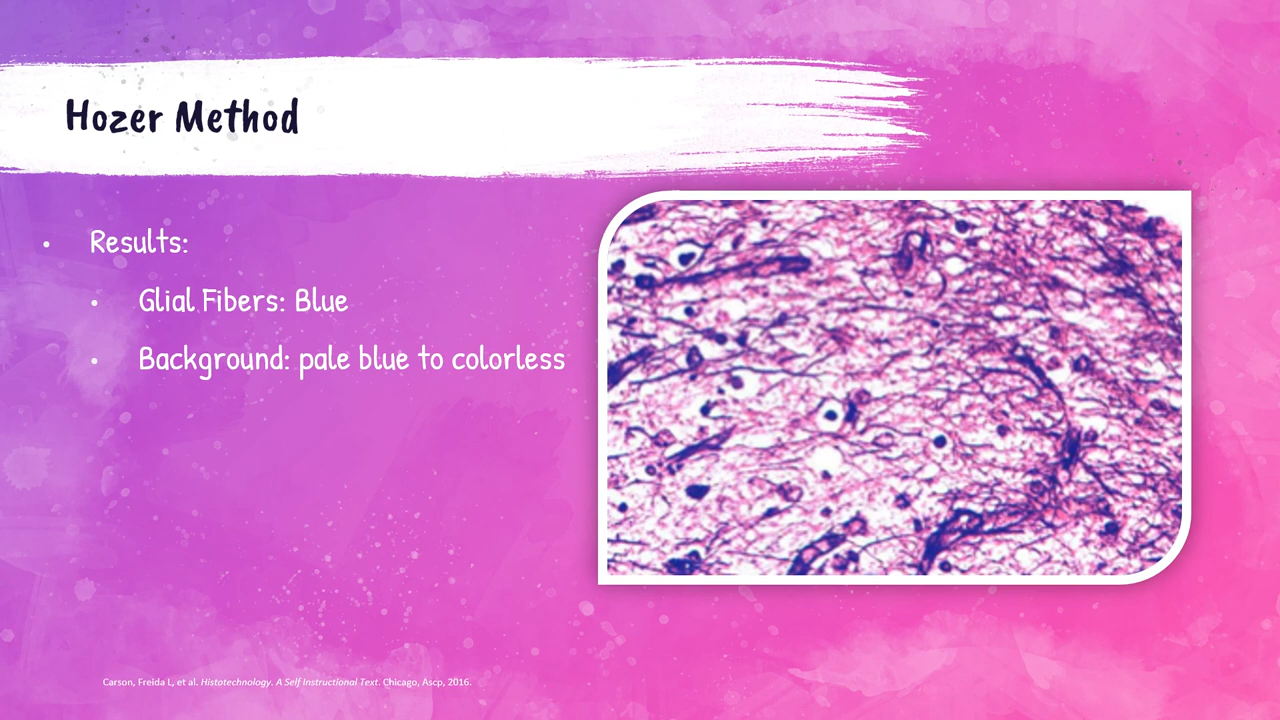 Hozer Method
• Results:
• Glial Fibers: Blue
• Background: pale blue to colorless
Carson, Freida L, et al. Histotechnology. A Self Instructional Text. Chicago, Ascp, 2016.